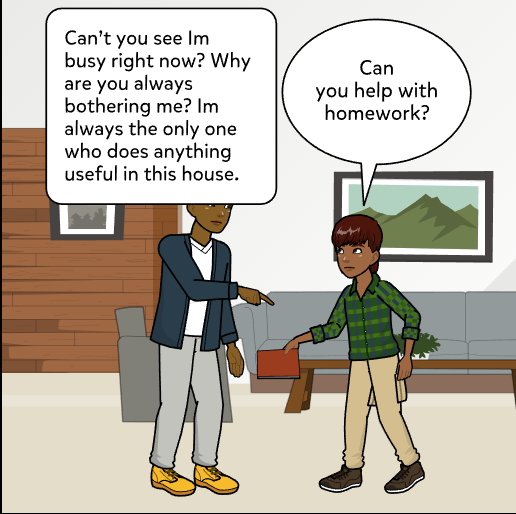 Can't you see Im
busy right now? Why
are you always
bothering me? Im
always the only one
who does anything
useful in this house.
Can
you help with
homework?